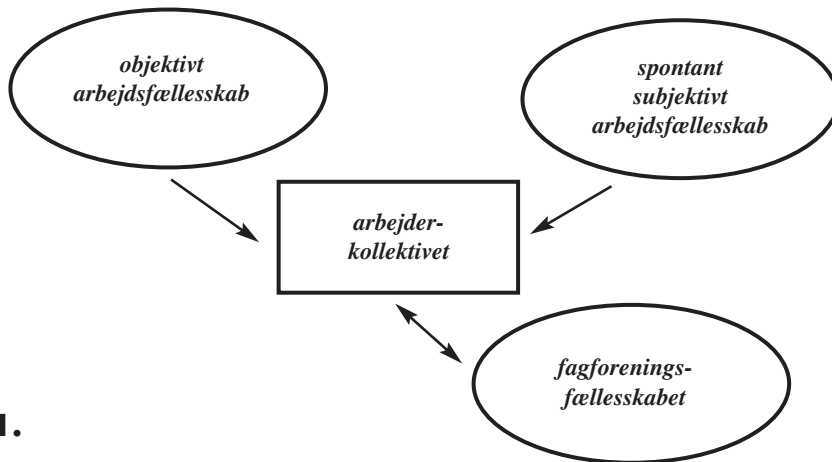 objektivt
arbejdsfællesskab
spontant
subjektivt
arbejdsfællesskab
arbejder-
kollektivet
fagforenings-
fællesskabet